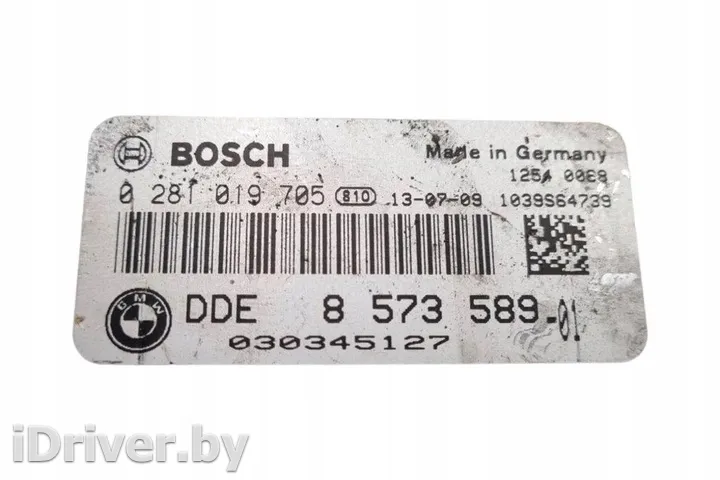 BOSCH
Made in Germany
1254 00E8
0 281 019 705 810 13-07-09 1039S64739
BMW
DDE 8 573 589-01
030345127
iDriver.by